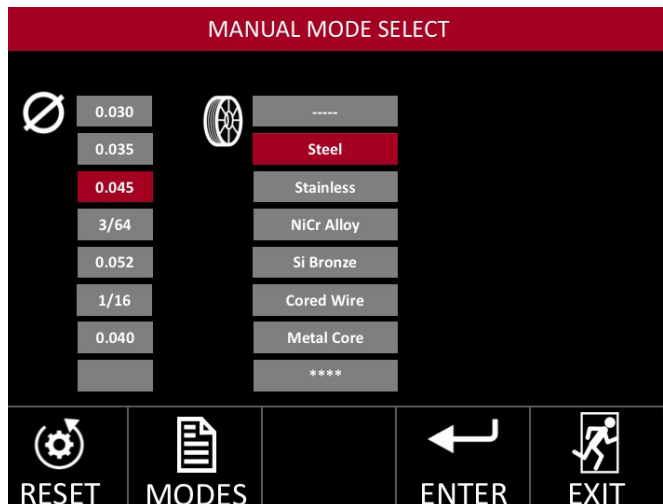 MANUAL MODE SELECT
0.030 -----
0.035 Steel
0.045 Stainless
3/64 NiCr Alloy
0.052 Si Bronze
1/16 Cored Wire
0.040 Metal Core
****
RESET MODES ENTER EXIT